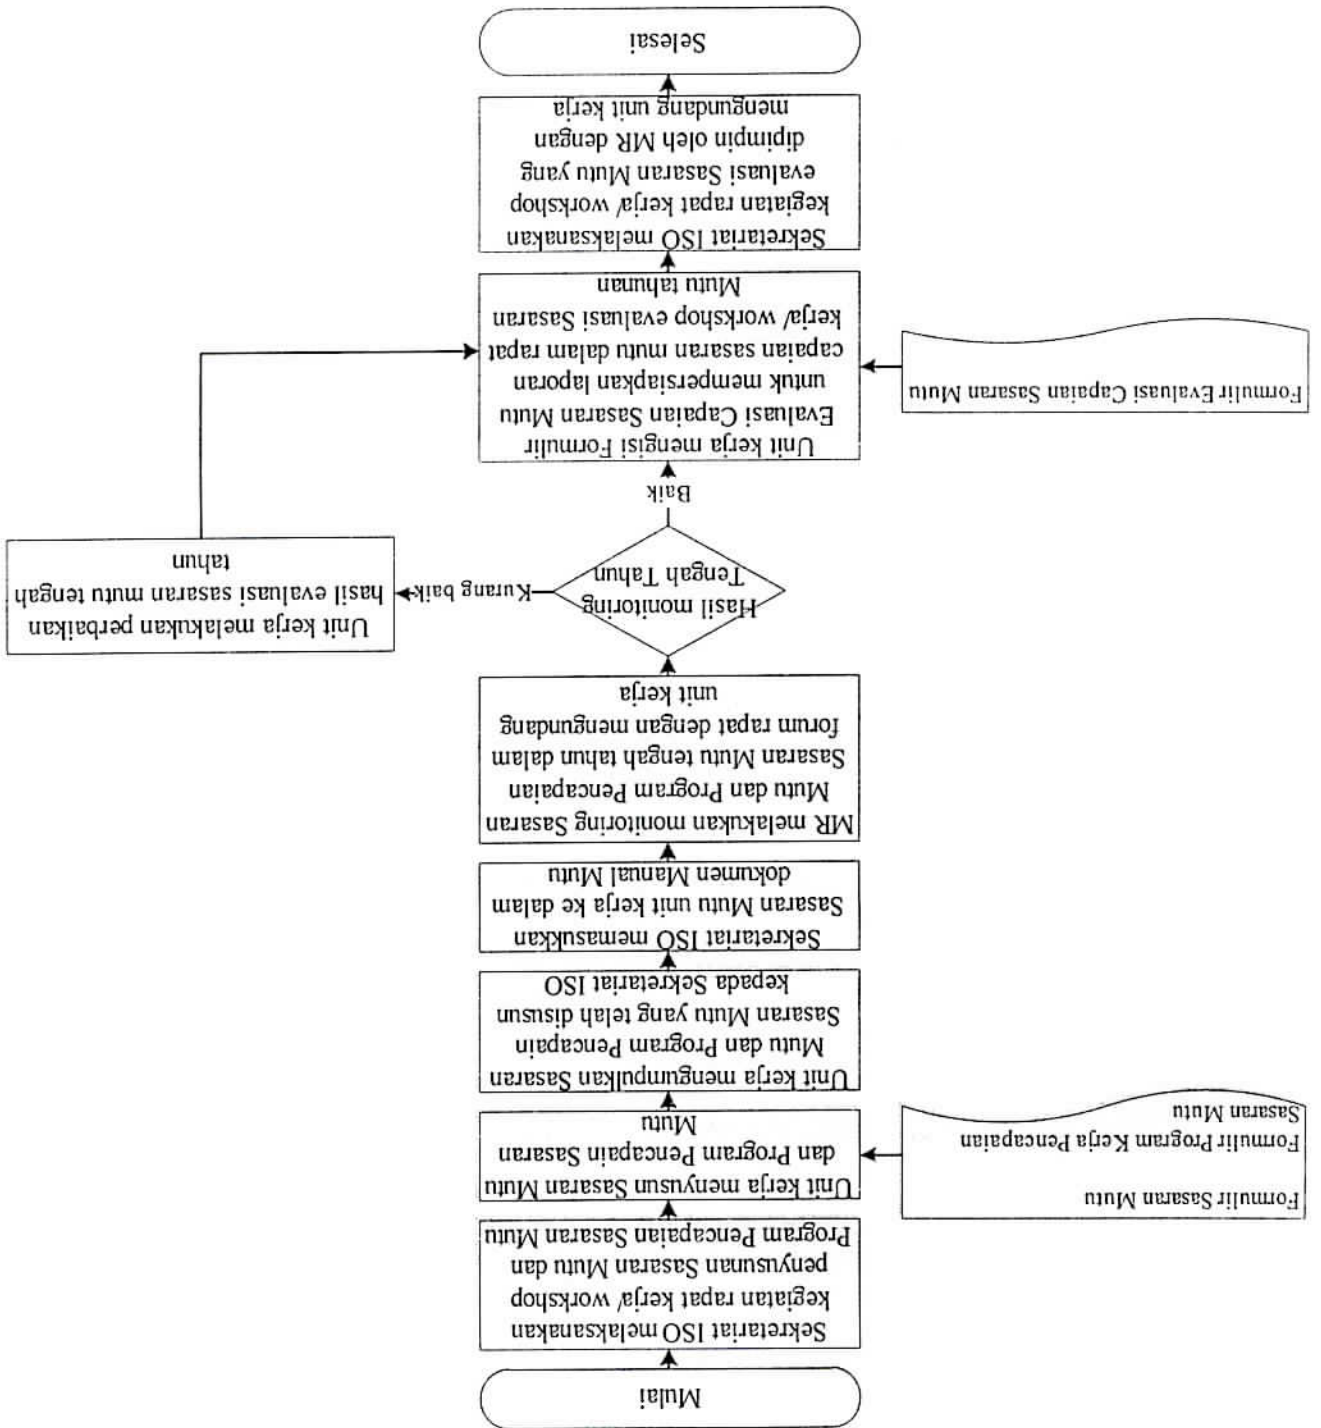 Mulai
Sekretariat ISO melaksanakan
kegiatan rapat kerja/ workshop
penyusunan Sasaran Mutu dan
Program Pencapaian Sasaran Mutu
Formulir Sasaran Mutu
Formulir Program Kerja Pencapaian
Sasaran Mutu
Unit kerja menyusun Sasaran Mutu
dan Program Pencapain Sasaran
Mutu
Unit kerja mengumpulkan Sasaran
Mutu dan Program Pencapain
Sasaran Mutu yang telah disusun
kepada Sekretariat ISO
Sekretariat ISO memasukkan
Sasaran Mutu unit kerja ke dalam
dokumen Manual Mutu
MR melakukan monitoring Sasaran
Mutu dan Program Pencapaian
Sasaran Mutu tengah tahun dalam
forum rapat dengan mengundang
unit kerja
Hasil monitoring
Tengah Tahun
Kurang baik
Unit kerja melakukan perbaikan
hasil evaluasi sasaran mutu tengah
tahun
Baik
Formulir Evaluasi Capaian Sasaran Mutu
Unit kerja mengisi Formulir
Evaluasi Capaian Sasaran Mutu
untuk mempersiapkan laporan
capaian sasaran mutu dalam rapat
kerja/ workshop evaluasi Sasaran
Mutu tahunan
Sekretariat ISO melaksanakan
kegiatan rapat kerja/ workshop
evaluasi Sasaran Mutu yang
dipimpin oleh MR dengan
mengundang unit kerja
Selesai